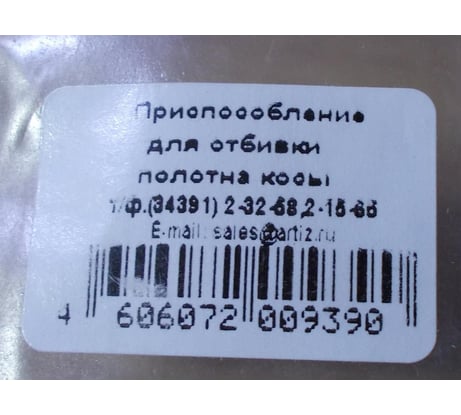 Приспособление
для отбивки
полотна косы
т/ф.(34391) 2-32-68,2-15-65
E-mail: sales@artiz.ru
4 606072 009390